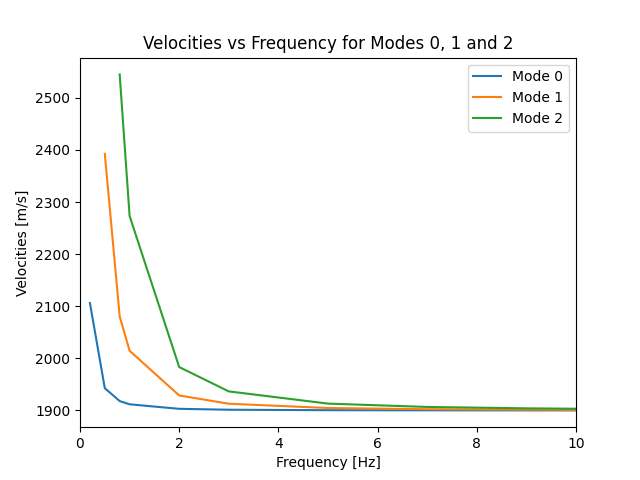 Velocities vs Frequency for Modes 0, 1 and 2
Mode 0
Mode 1
Mode 2
2500
2400
2300
2200
2100
2000
1900
Velocities [m/s]
0 2 4 6 8 10
Frequency [Hz]